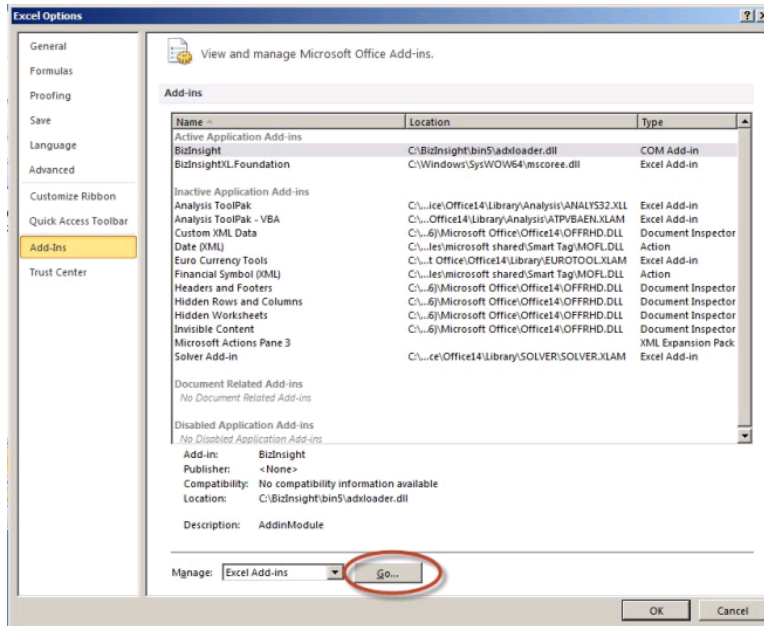 Excel Options
General
Formulas
Proofing
Save
Language
Advanced
Customize Ribbon
Quick Access Toolbar
Add-Ins
Trust Center
View and manage Microsoft Office Add-ins.
Add-ins
Name Location Type
Active Application Add-ins
BizInsight C:\BizInsight\bin5\adxloader.dll COM Add-in
BizInsightXL.Foundation C:\Windows\SysWOW64\mscoree.dll Excel Add-in
Inactive Application Add-ins
Analysis ToolPak C:\...ice\Office14\Library\Analysis\ANALYS32.XLL Excel Add-in
Analysis ToolPak - VBA C:\...Office14\Library\Analysis\ATPVBAEN.XLAM Excel Add-in
Custom XML Data C:\...6)\Microsoft Office\Office14\OFFRHD.DLL Document Inspector
Date (XML) C:\...les\microsoft shared\Smart Tag\MOFL.DLL Action
Euro Currency Tools C:\...t Office\Office14\Library\EUROTOOL.XLAM Excel Add-in
Financial Symbol (XML) C:\...les\microsoft shared\Smart Tag\MOFL.DLL Action
Headers and Footers C:\...6)\Microsoft Office\Office14\OFFRHD.DLL Document Inspector
Hidden Rows and Columns C:\...6)\Microsoft Office\Office14\OFFRHD.DLL Document Inspector
Hidden Worksheets C:\...6)\Microsoft Office\Office14\OFFRHD.DLL Document Inspector
Invisible Content C:\...6)\Microsoft Office\Office14\OFFRHD.DLL Document Inspector
Microsoft Actions Pane 3 XML Expansion Pack
Solver Add-in C:\...ce\Office14\Library\SOLVER\SOLVER.XLAM Excel Add-in
Document Related Add-ins
No Document Related Add-ins
Disabled Application Add-ins
No Disabled Application Add-ins
Add-in: BizInsight
Publisher: <None>
Compatibility: No compatibility information available
Location: C:\BizInsight\bin5\adxloader.dll
Description: AddinModule
Manage: Excel Add-ins Go...
OK Cancel